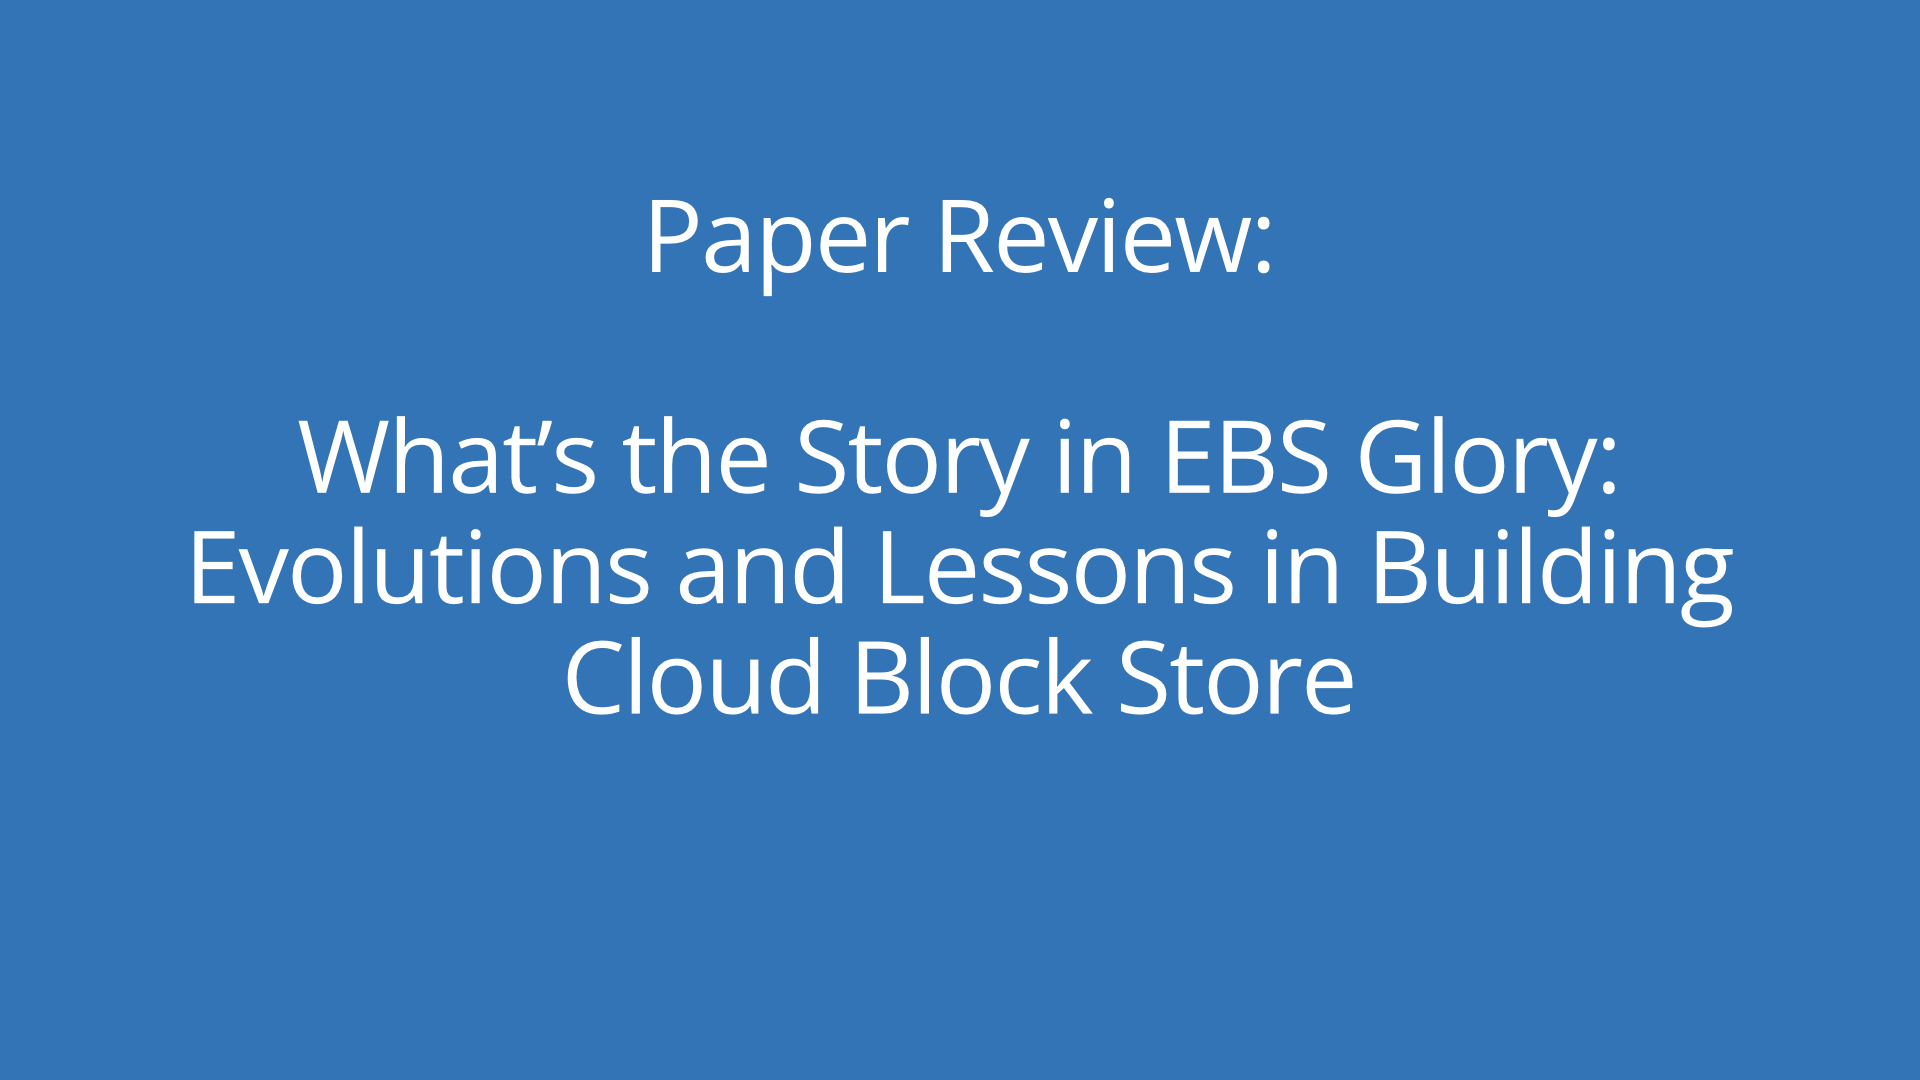 Paper Review:
What’s the Story in EBS Glory:
Evolutions and Lessons in Building
Cloud Block Store